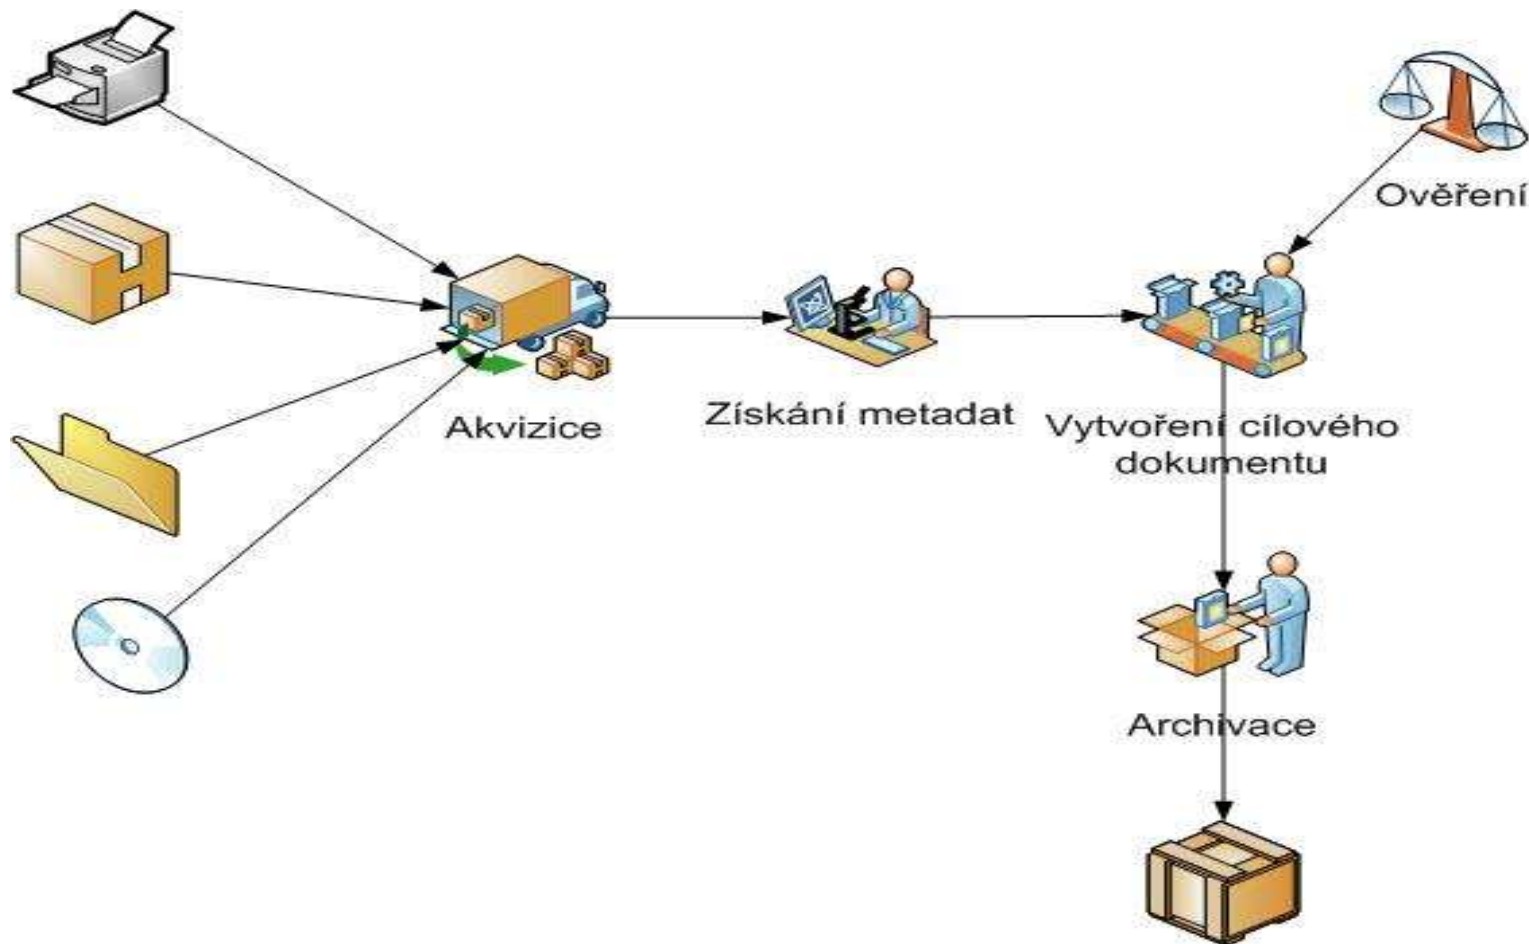 Ověření
Akvizice
Získání metadat
Vytvoření cílového
dokumentu
Archivace